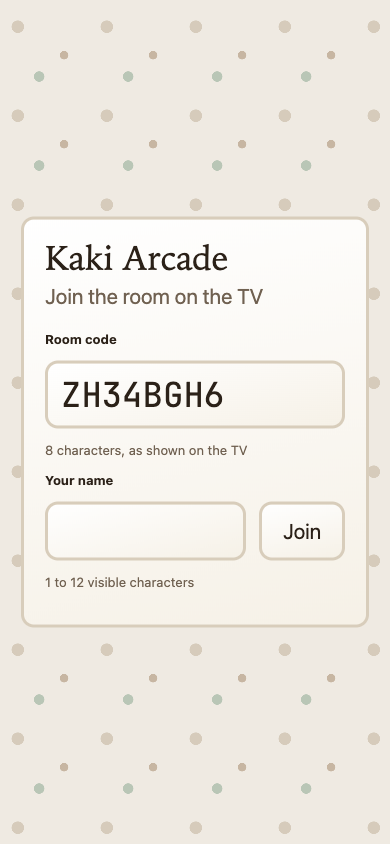 Kaki Arcade
Join the room on the TV
Room code
ZH34BGH6
8 characters, as shown on the TV
Your name
Join
1 to 12 visible characters